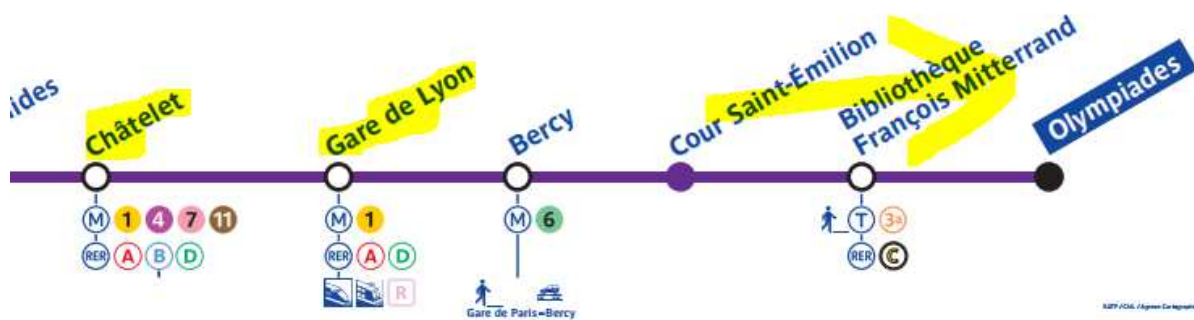 ides
Châtelet
Gare de Lyon
Bercy
Cour Saint-Émilion
Bibliothèque
François Mitterrand
Olympiades
M 1 4 7 11
RER A B D
M 1
RER A D
R
M 6
Gare de Paris-Bercy
T 3a
RER C